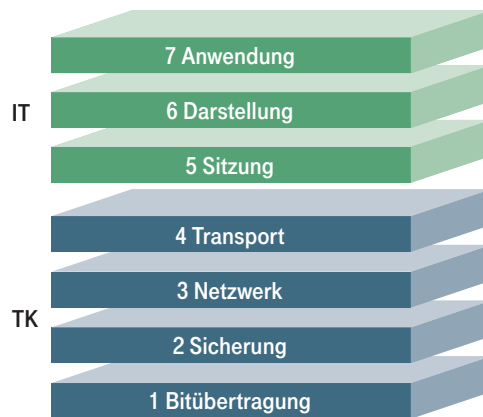 7 Anwendung
IT
6 Darstellung
5 Sitzung
4 Transport
3 Netzwerk
TK
2 Sicherung
1 Bitübertragung